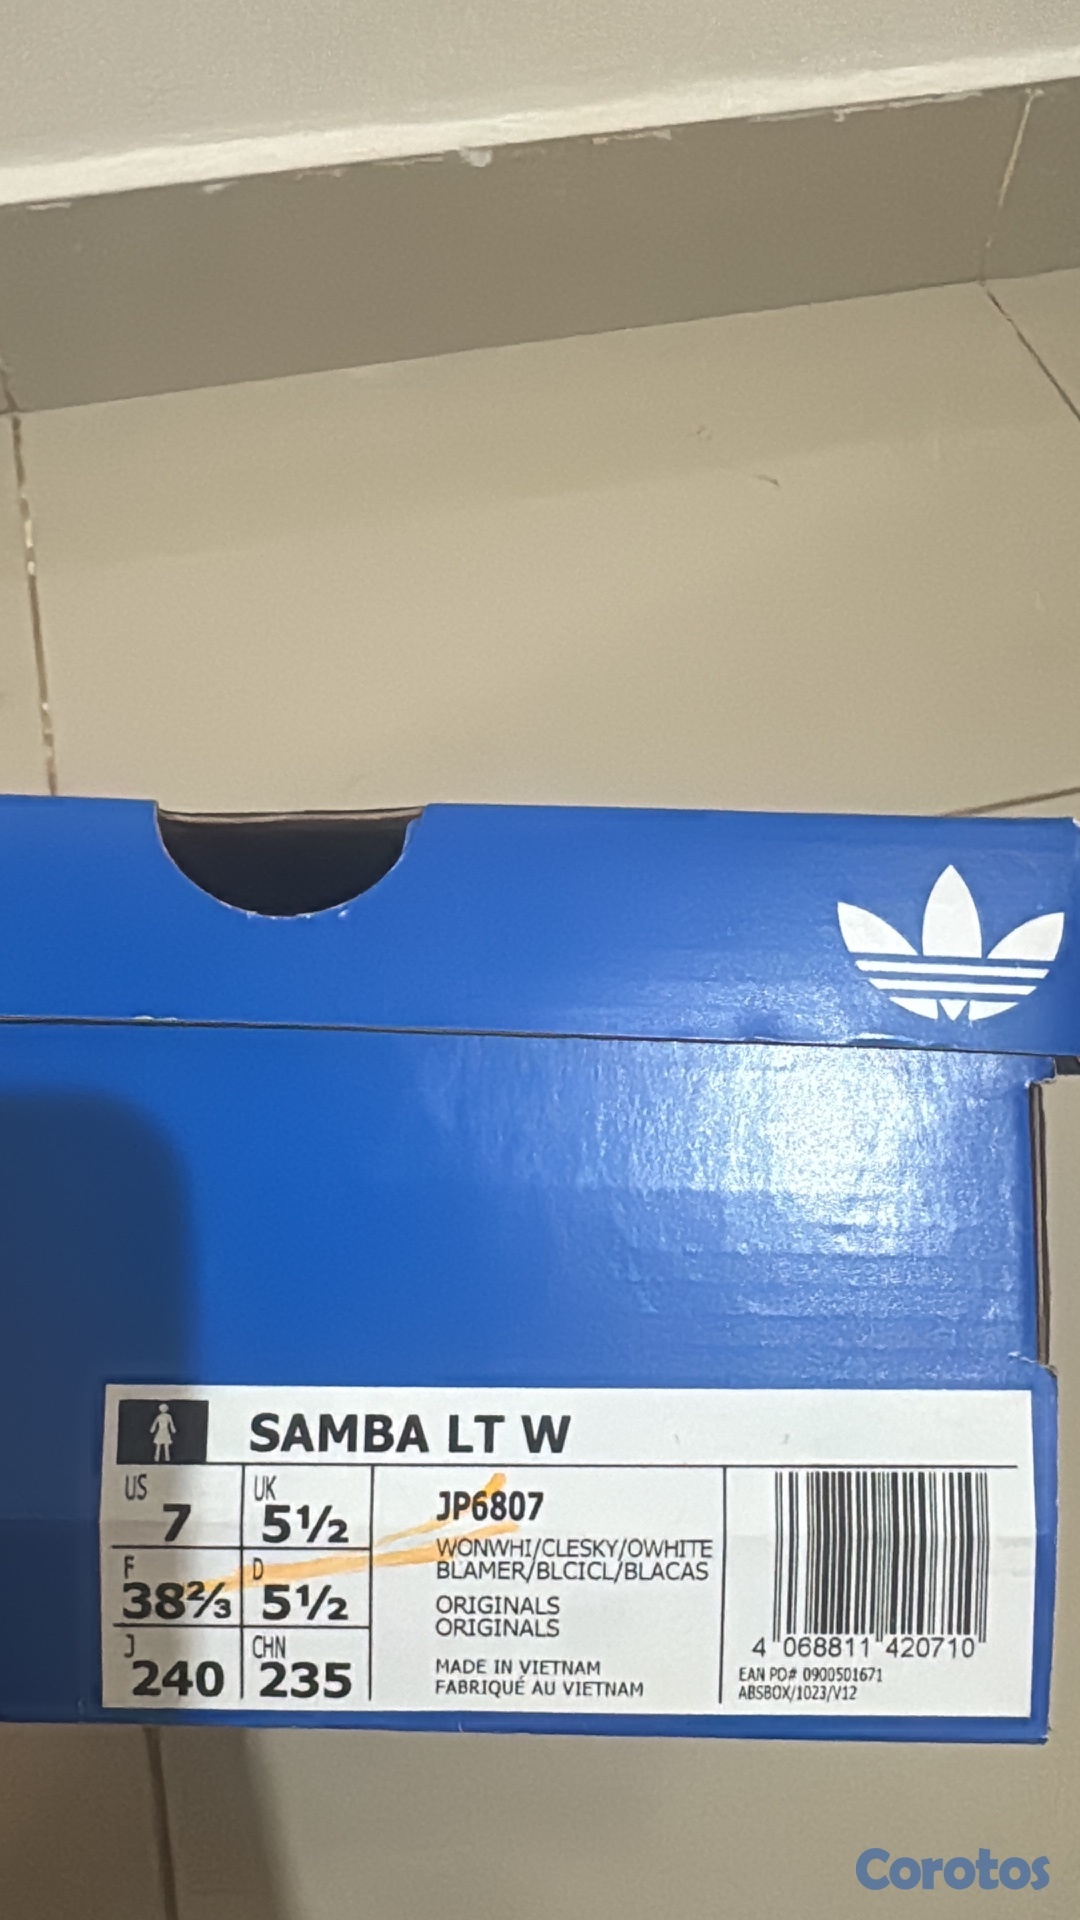 SAMBA LT W
US 7
UK 5½
F 38⅔
D 5½
J 240
CHN 235
JP6807
WONWHI/CLESKY/OWHITE
BLAMER/BLCICL/BLACAS
ORIGINALS
ORIGINALS
MADE IN VIETNAM
FABRIQUÉ AU VIETNAM
4 068811 420710
EAN PO# 0900501671
ABSBOX/1023/V12
Corotos